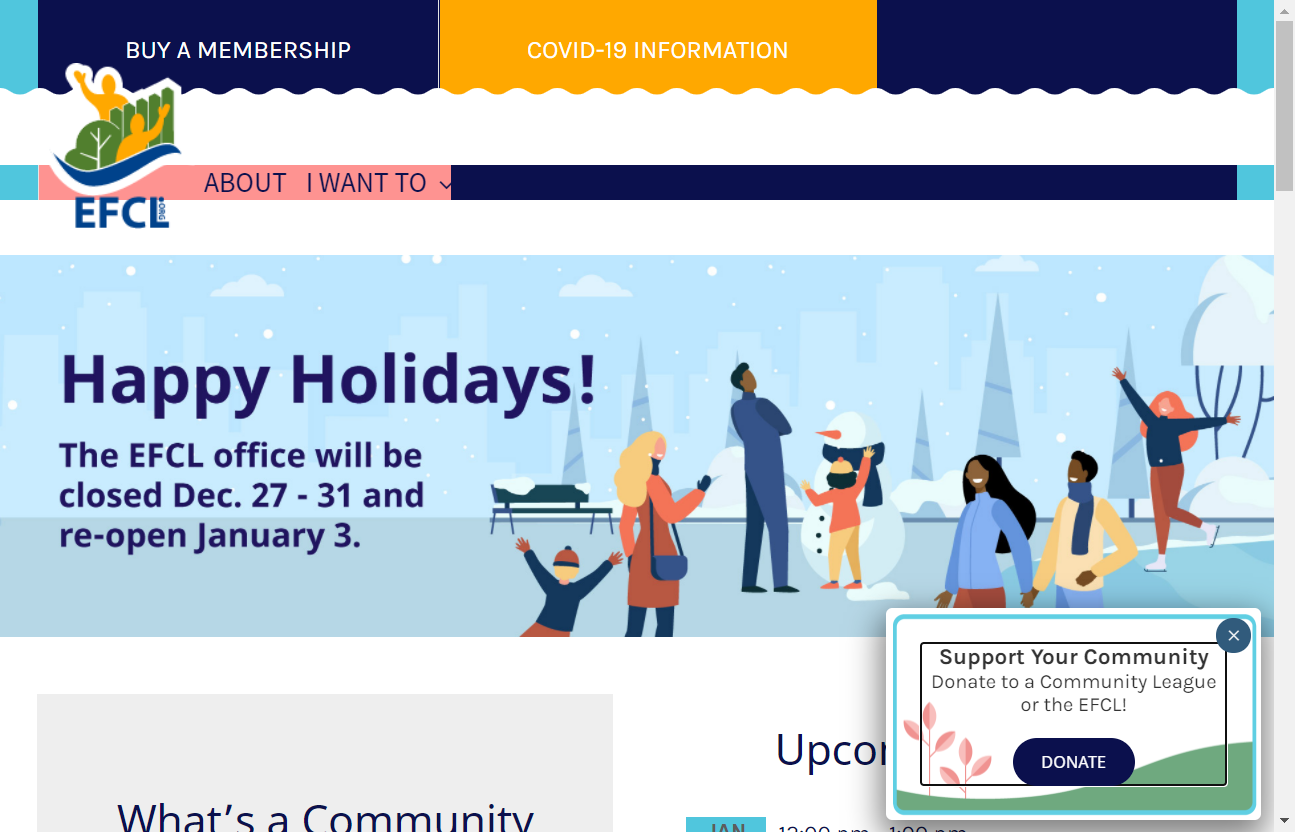 BUY A MEMBERSHIP
COVID-19 INFORMATION
EFCL.ORG
ABOUT
I WANT TO
Happy Holidays!
The EFCL office will be
closed Dec. 27 - 31 and
re-open January 3.
Support Your Community
Donate to a Community League
or the EFCL!
DONATE
Upcor
What's a Community
JAN
12:00 pm - 1:00 pm